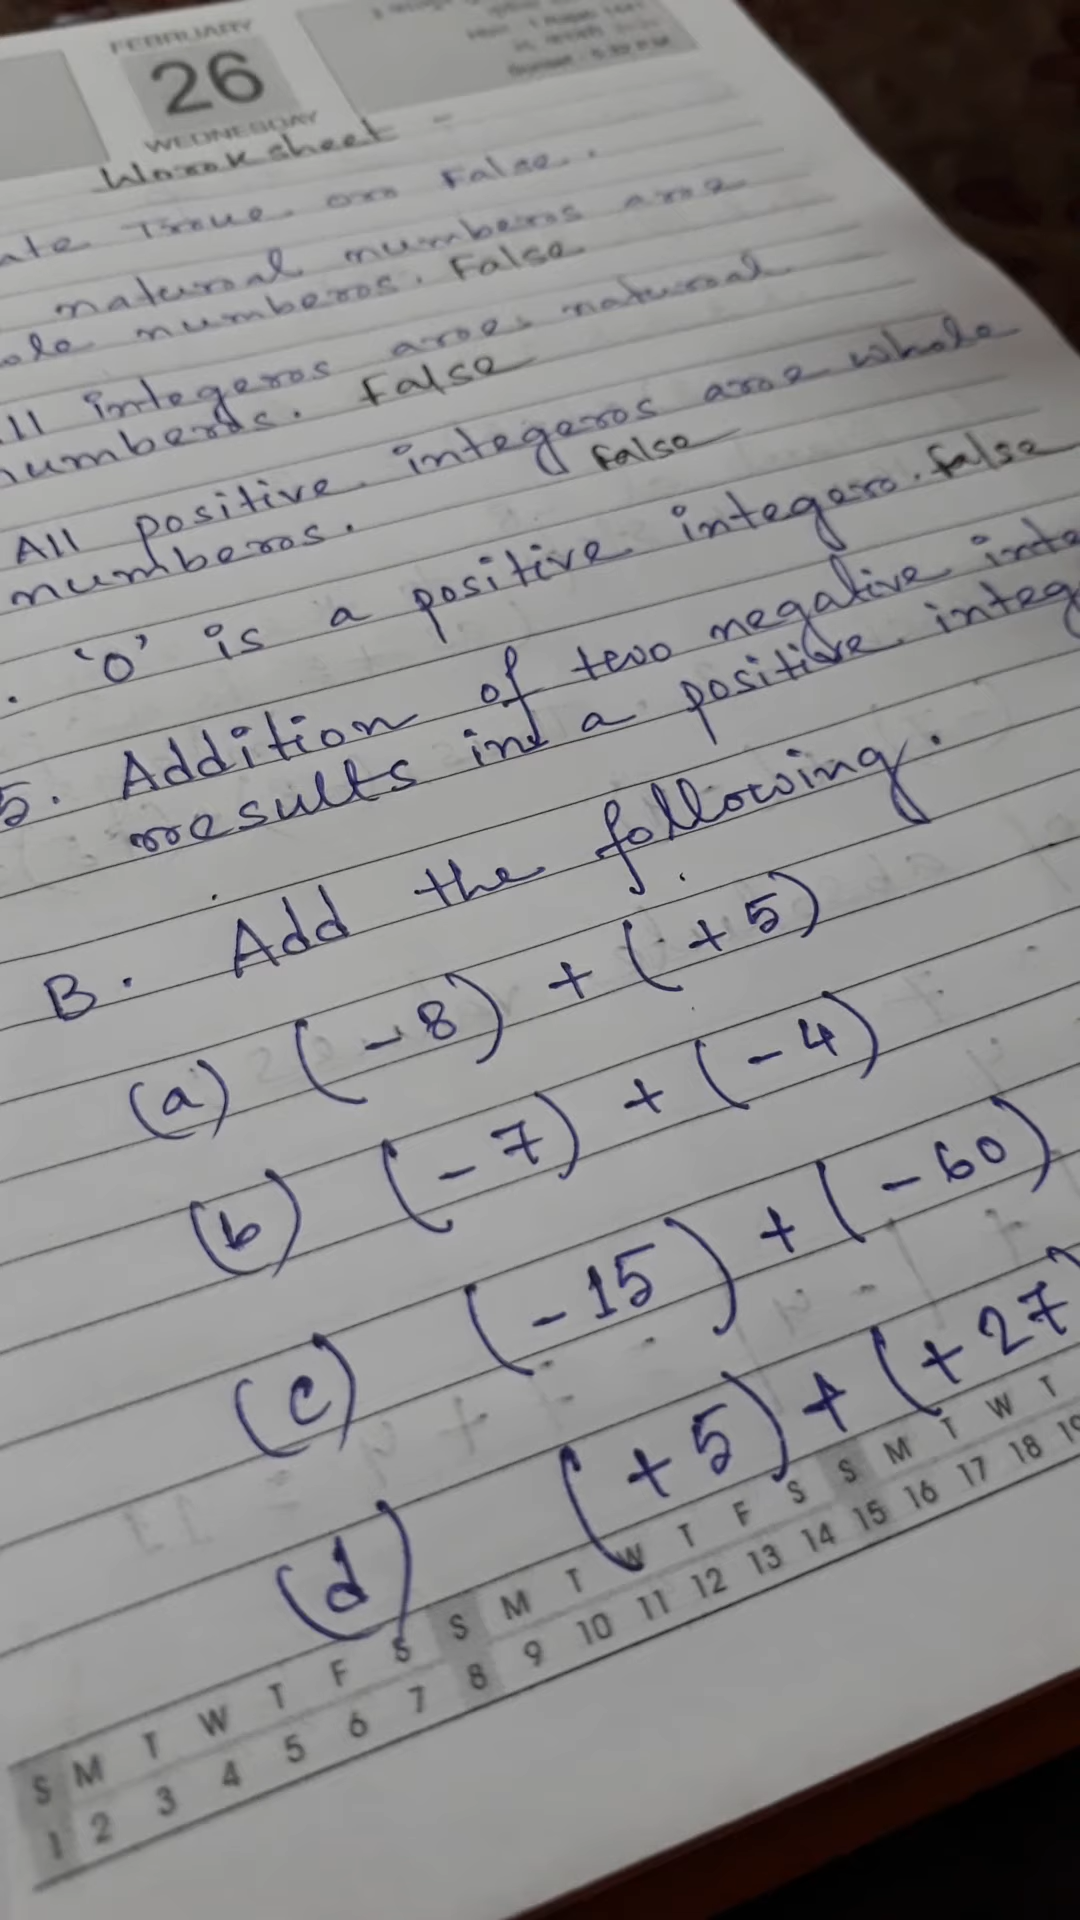 FEBRUARY
26
WEDNESDAY
Worksheet -
ate True or False.
natural numbers are
ole numbers. False
ll integers are natural
numbers. False
All positive integers are whole
numbers. False
. '0' is a positive integer. False
5. Addition of two negative inte
results in a positive integ
B. Add the following.
(a) (-8) + (+5)
(b) (-7) + (-4)
(c) (-15) + (-60)
(d) (+5) + (+27)
S M T W T F S S M T W T F S S M T W T
1 2 3 4 5 6 7 8 9 10 11 12 13 14 15 16 17 18 19